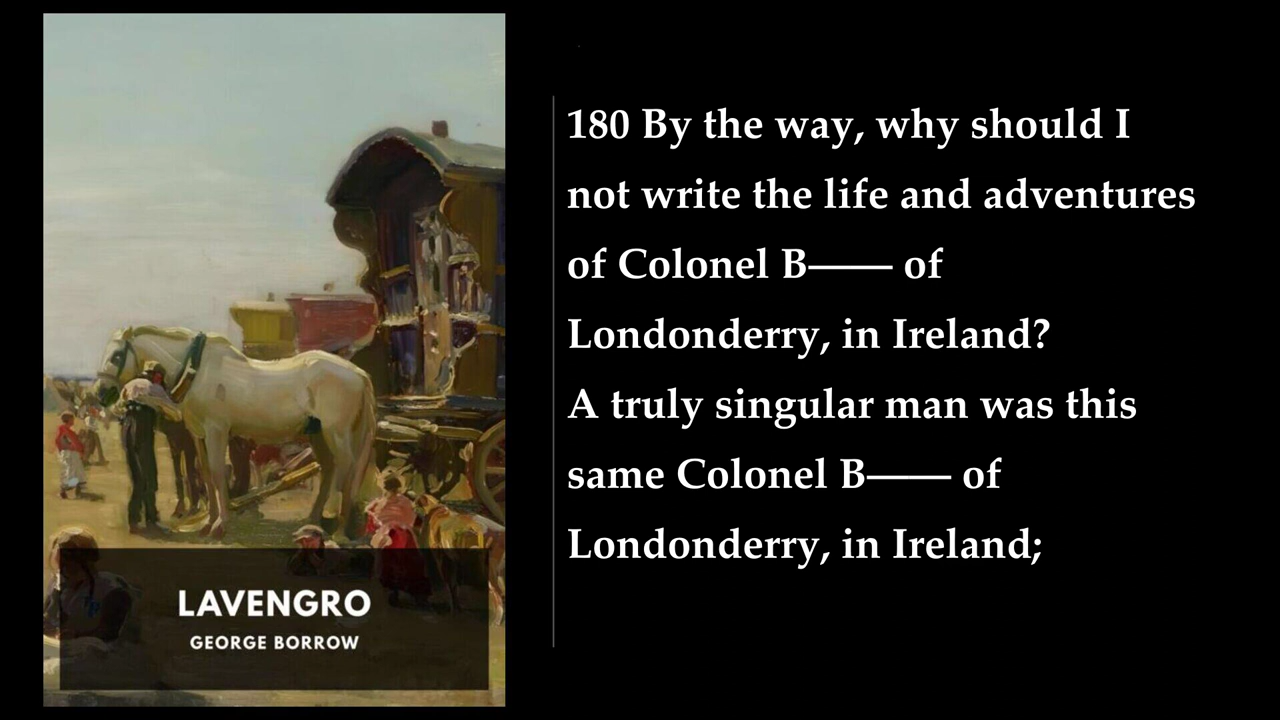 LAVENGRO
GEORGE BORROW
180 By the way, why should I
not write the life and adventures
of Colonel B⸺ of
Londonderry, in Ireland?
A truly singular man was this
same Colonel B⸺ of
Londonderry, in Ireland;